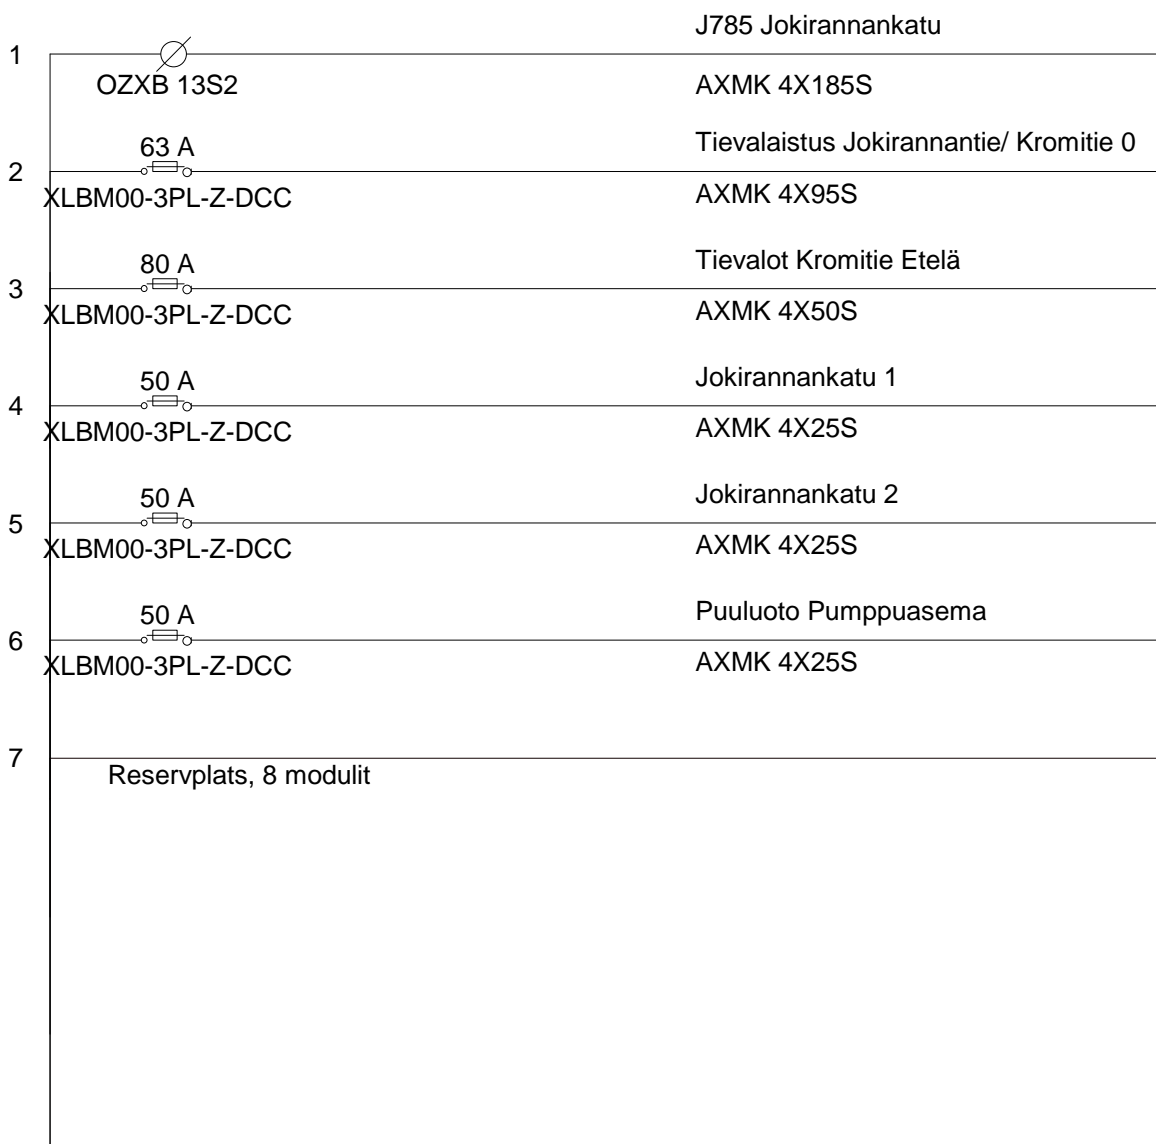 J785 Jokirannankatu
1
OZXB 13S2
AXMK 4X185S
63 A
Tievalaistus Jokirannantie/ Kromitie 0
2
XLBM00-3PL-Z-DCC
AXMK 4X95S
80 A
Tievalot Kromitie Etelä
3
XLBM00-3PL-Z-DCC
AXMK 4X50S
50 A
Jokirannankatu 1
4
XLBM00-3PL-Z-DCC
AXMK 4X25S
50 A
Jokirannankatu 2
5
XLBM00-3PL-Z-DCC
AXMK 4X25S
50 A
Puuluoto Pumppuasema
6
XLBM00-3PL-Z-DCC
AXMK 4X25S
7
Reservplats, 8 modulit